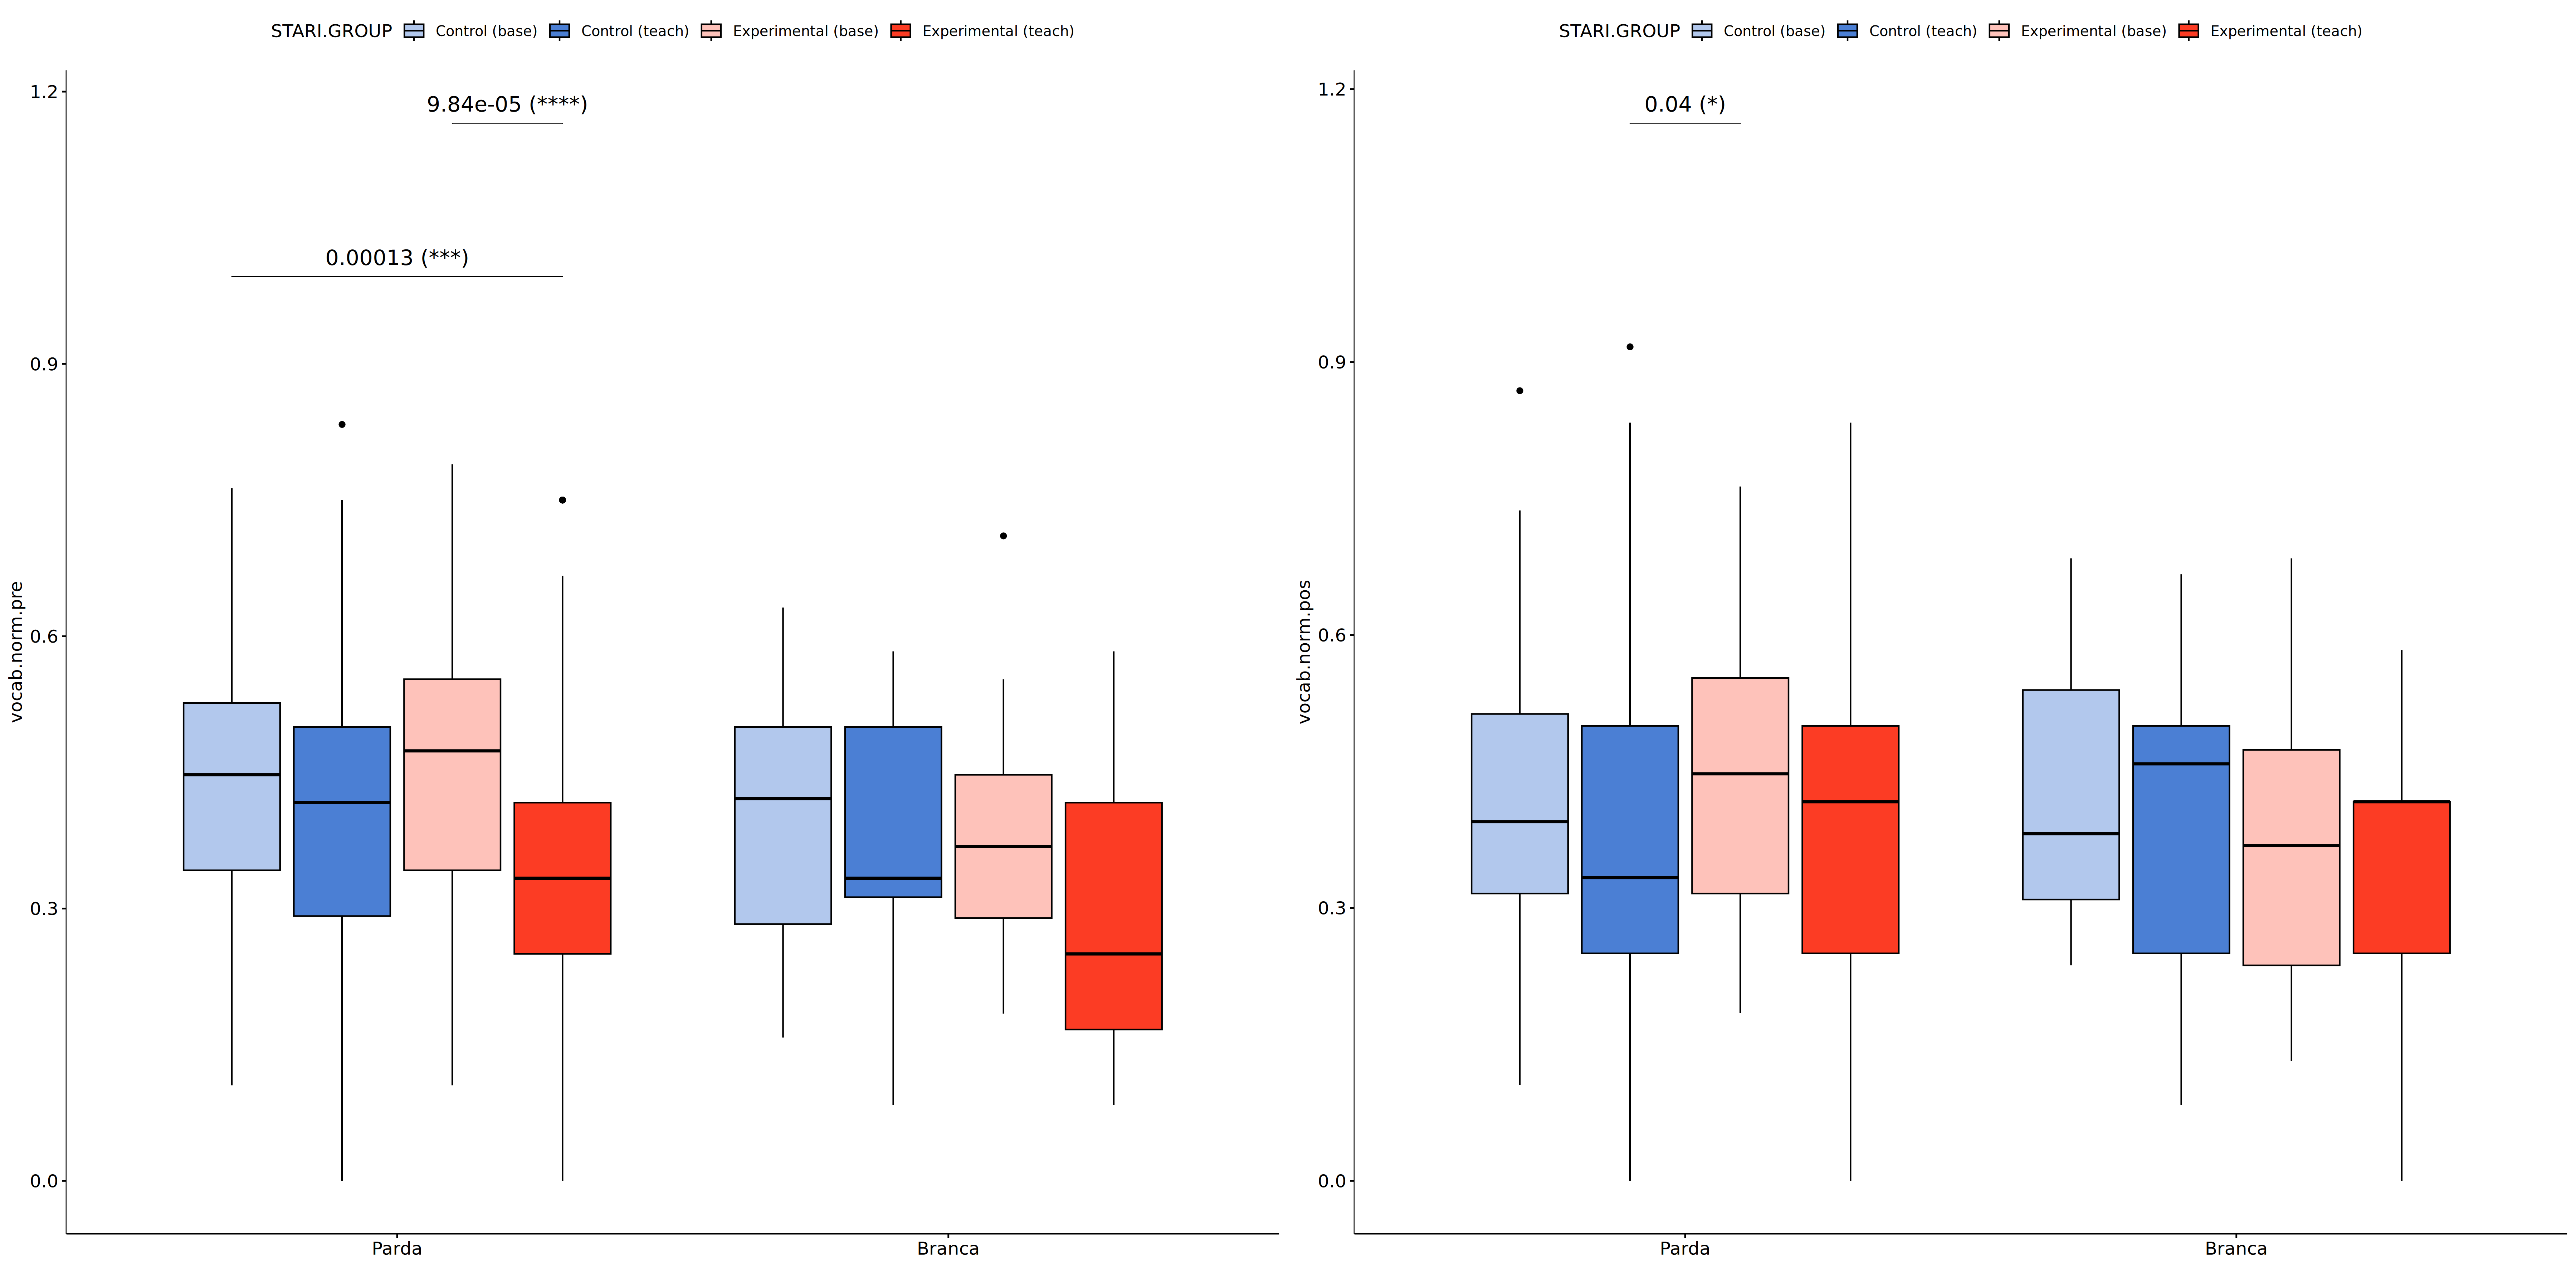 STARI.GROUP Control (base) Control (teach) Experimental (base) Experimental (teach)
1.2
9.84e-05 (****)
0.00013 (***)
0.9
0.6
0.3
0.0
vocab.norm.pre
Parda Branca
STARI.GROUP Control (base) Control (teach) Experimental (base) Experimental (teach)
1.2
0.04 (*)
0.9
0.6
0.3
0.0
vocab.norm.pos
Parda Branca